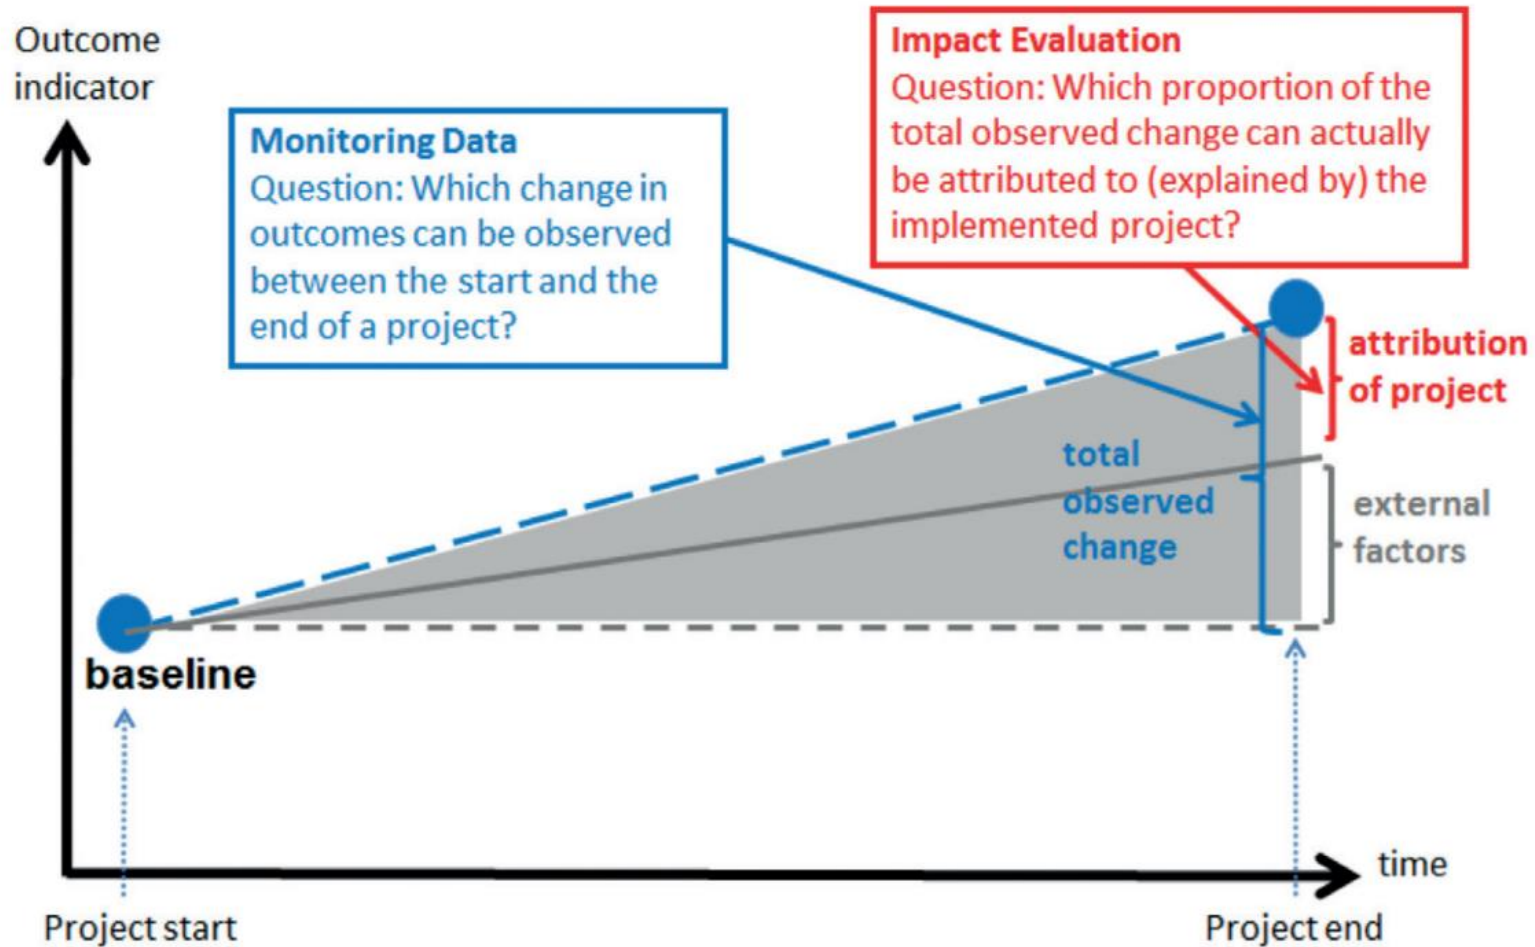 Outcome
indicator
Impact Evaluation
Question: Which proportion of the
total observed change can actually
be attributed to (explained by) the
implemented project?
Monitoring Data
Question: Which change in
outcomes can be observed
between the start and the
end of a project?
attribution
of project
total
observed
change
external
factors
baseline
time
Project start
Project end